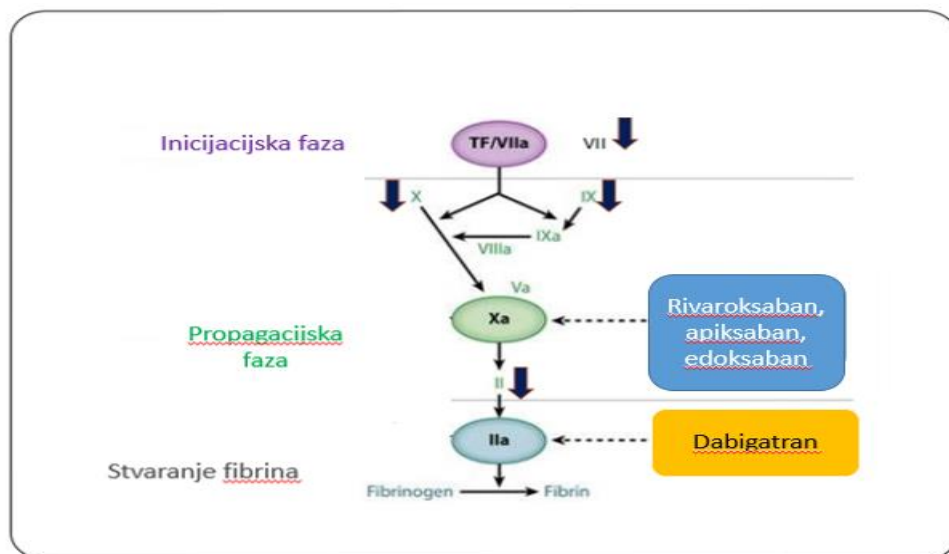 Inicijacijska faza
TF/VIIa
VII
X
IX
IXa
VIIIa
Va
Xa
Rivaroksaban,
apiksaban,
edoksaban
Propagacijska
faza
II
IIa
Dabigatran
Stvaranje fibrina
Fibrinogen
Fibrin